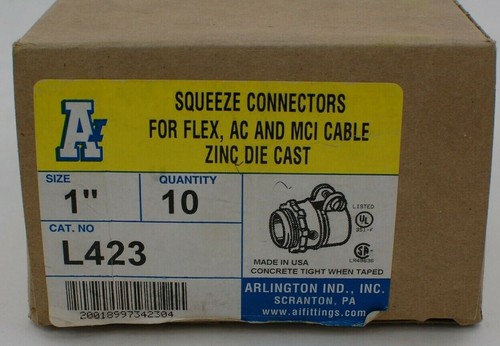 SQUEEZE CONNECTORS
FOR FLEX, AC AND MCI CABLE
ZINC DIE CAST
SIZE
1"
QUANTITY
10
CAT. NO
L423
LISTED
UL
MADE IN USA
CONCRETE TIGHT WHEN TAPED
20018997342304
ARLINGTON IND., INC.
SCRANTON, PA
www.aifittings.com